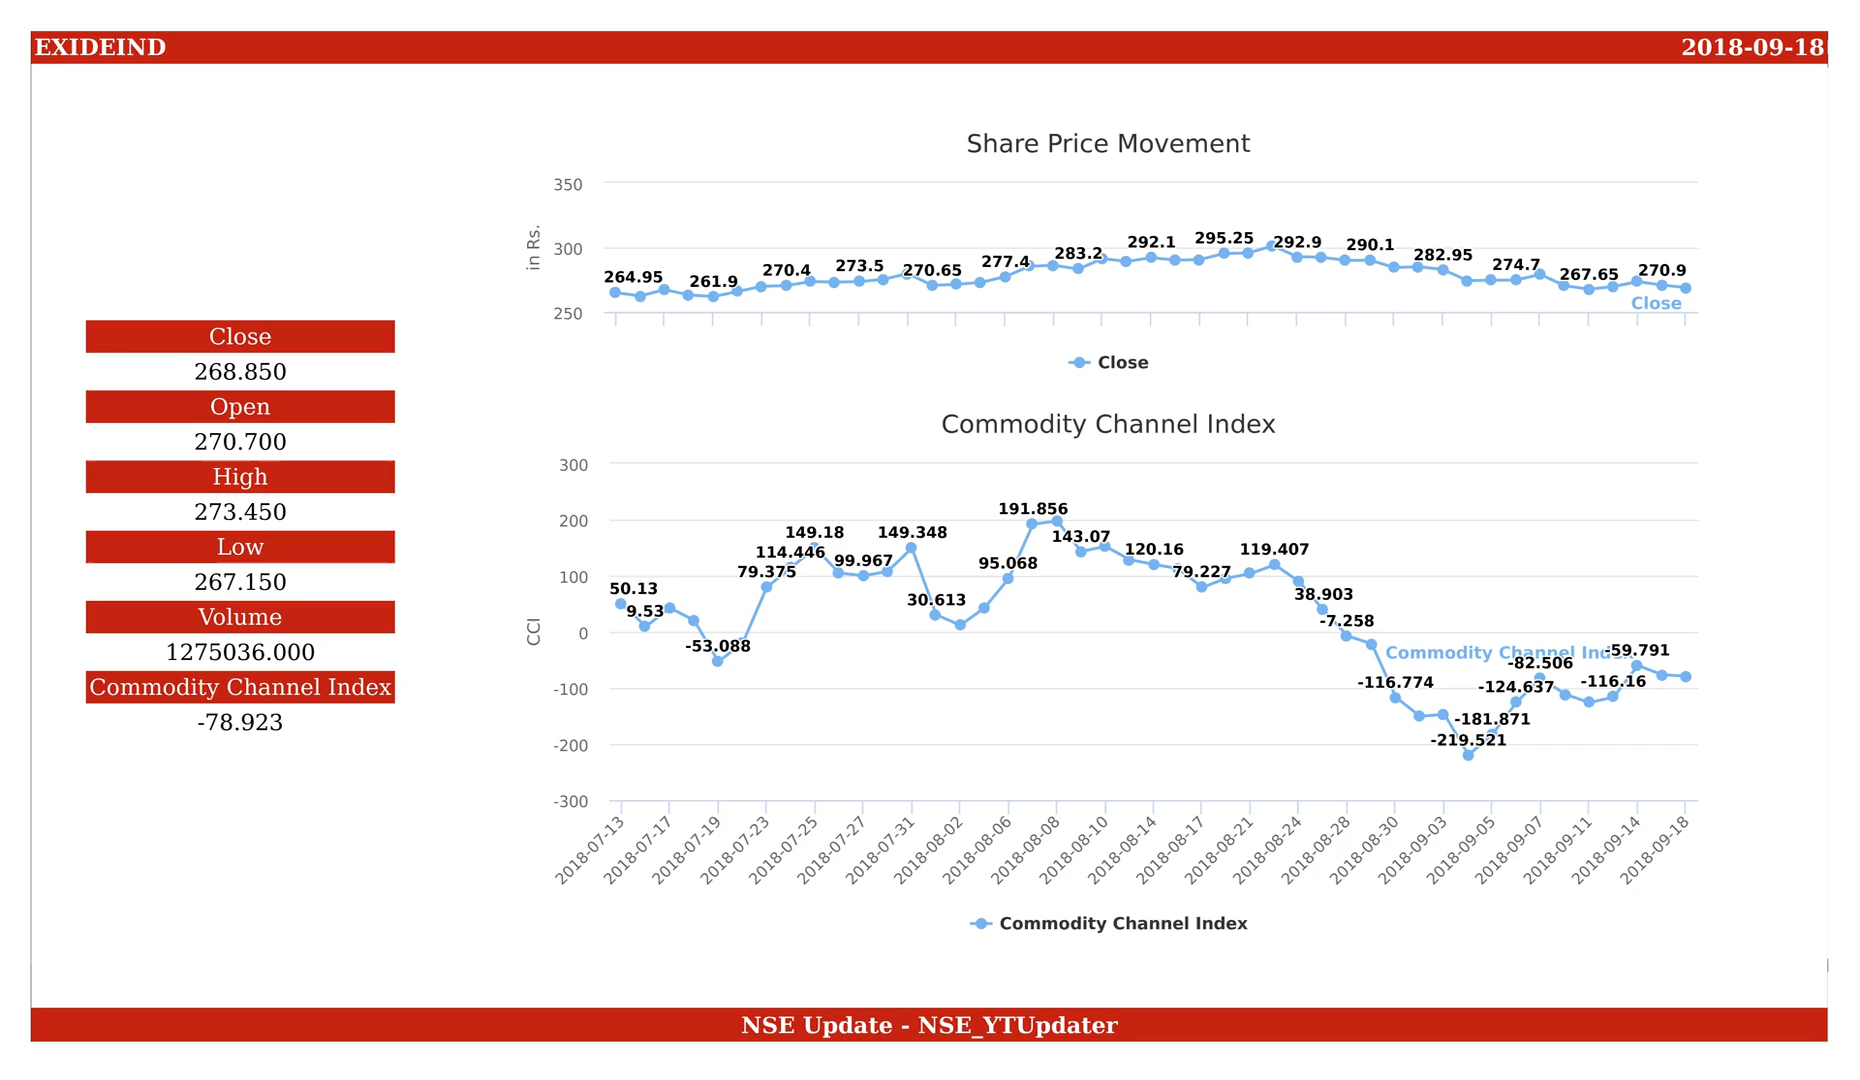 EXIDEIND
2018-09-18
Close
268.850
Open
270.700
High
273.450
Low
267.150
Volume
1275036.000
Commodity Channel Index
-78.923
Share Price Movement
in Rs.
350
300
250
264.95 261.9 270.4 273.5 270.65 277.4 283.2 292.1 295.25 292.9 290.1 282.95 274.7 267.65 270.9
Close
Close
Commodity Channel Index
CCI
300
200
100
0
-100
-200
-300
50.13 9.53 -53.088 79.375 114.446 149.18 99.967 149.348 30.613 95.068 191.856 143.07 120.16 79.227 119.407 38.903 -7.258 -116.774 -219.521 -181.871 -124.637 -82.506 -116.16 -59.791
Commodity Channel Index
2018-07-13 2018-07-17 2018-07-19 2018-07-23 2018-07-25 2018-07-27 2018-07-31 2018-08-02 2018-08-06 2018-08-08 2018-08-10 2018-08-14 2018-08-17 2018-08-21 2018-08-24 2018-08-28 2018-08-30 2018-09-03 2018-09-05 2018-09-07 2018-09-11 2018-09-14 2018-09-18
Commodity Channel Index
NSE Update - NSE_YTUpdater